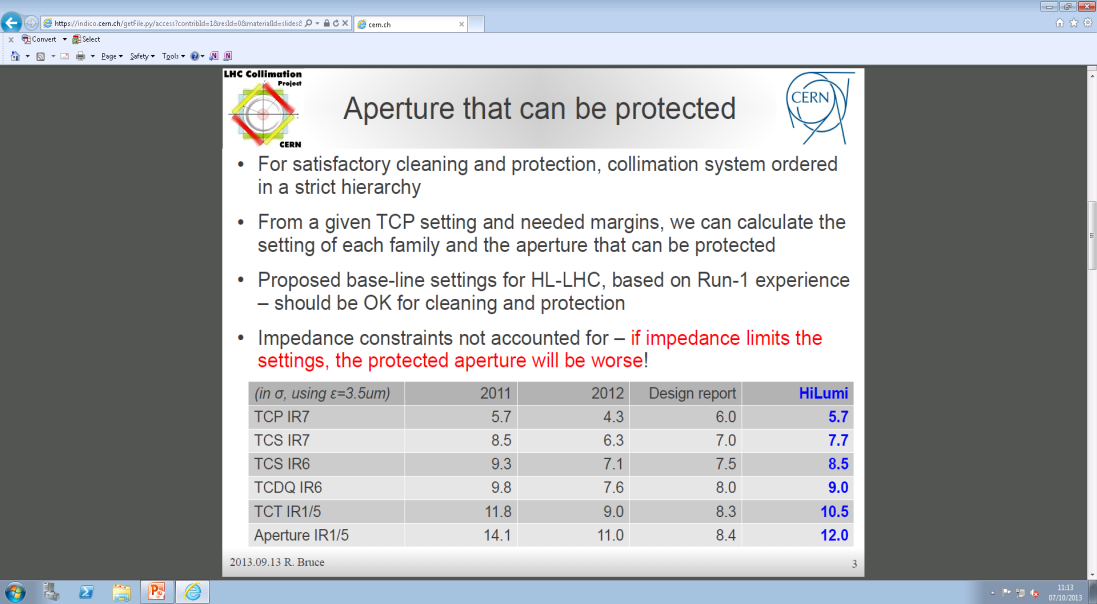 https://indico.cern.ch/getFile.py/access?contribId=1&resId=0&materialId=slides&
cern.ch
x Convert Select
Page Safety Tools
LHC Collimation
Project
CERN
Aperture that can be protected
CERN
• For satisfactory cleaning and protection, collimation system ordered
in a strict hierarchy
• From a given TCP setting and needed margins, we can calculate the
setting of each family and the aperture that can be protected
• Proposed base-line settings for HL-LHC, based on Run-1 experience
– should be OK for cleaning and protection
• Impedance constraints not accounted for – if impedance limits the
settings, the protected aperture will be worse!
(in σ, using ε=3.5um) 2011 2012 Design report HiLumi
TCP IR7 5.7 4.3 6.0 5.7
TCS IR7 8.5 6.3 7.0 7.7
TCS IR6 9.3 7.1 7.5 8.5
TCDQ IR6 9.8 7.6 8.0 9.0
TCT IR1/5 11.8 9.0 8.3 10.5
Aperture IR1/5 14.1 11.0 8.4 12.0
2013.09.13 R. Bruce 3
11:13
07/10/2013